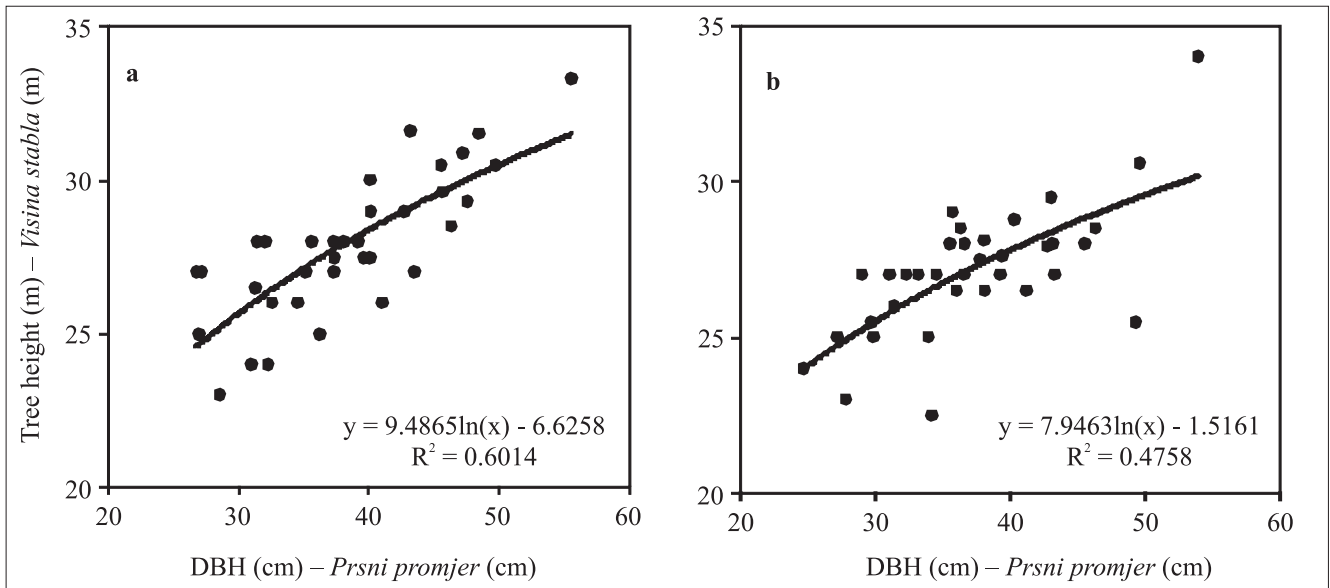 Tree height (m) – Visina stabla (m)
35
30
25
20
a
y = 9.4865ln(x) - 6.6258
R² = 0.6014
20 30 40 50 60
DBH (cm) – Prsni promjer (cm)
35
30
25
20
b
y = 7.9463ln(x) - 1.5161
R² = 0.4758
20 30 40 50 60
DBH (cm) – Prsni promjer (cm)